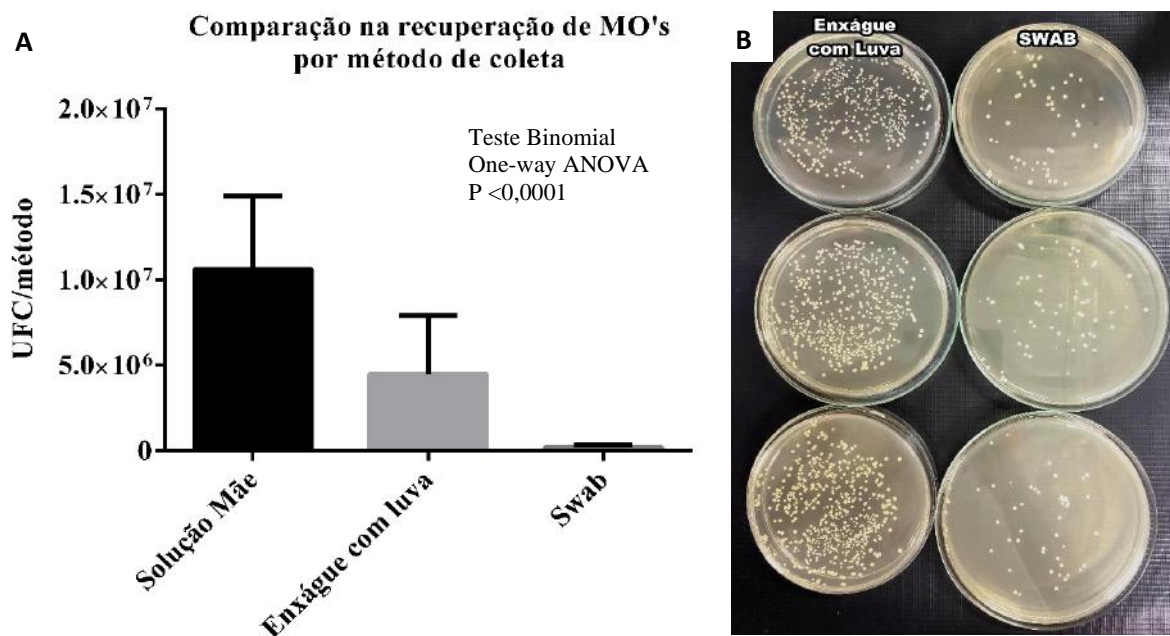 A
Comparação na recuperação de MO's
por método de coleta
UFC/método
2.0×10⁷
1.5×10⁷
1.0×10⁷
5.0×10⁶
0
Teste Binomial
One-way ANOVA
P <0,0001
Solução Mãe
Enxágue com luva
Swab
B
Enxágue
com Luva
SWAB